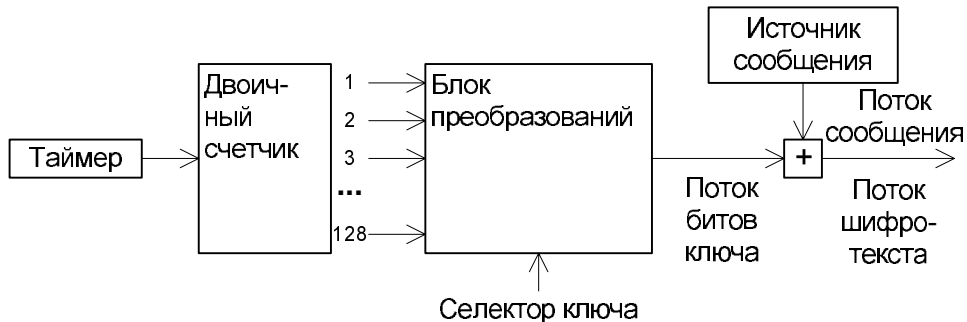 Таймер
Двоич-
ный
счетчик
1
2
3
...
128
Блок
преобразований
Селектор ключа
Источник
сообщения
+
Поток
сообщения
Поток
битов
ключа
Поток
шифро-
текста